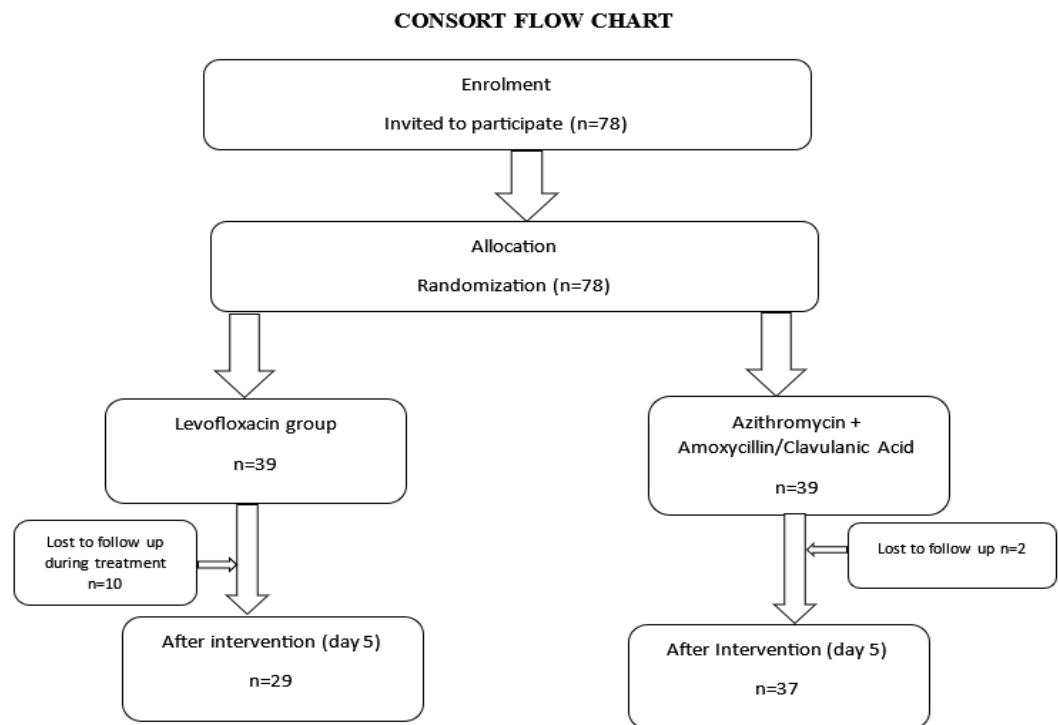 CONSORT FLOW CHART
Enrolment
Invited to participate (n=78)
Allocation
Randomization (n=78)
Levofloxacin group
n=39
Azithromycin +
Amoxycillin/Clavulanic Acid
n=39
Lost to follow up
during treatment
n=10
Lost to follow up n=2
After intervention (day 5)
n=29
After Intervention (day 5)
n=37